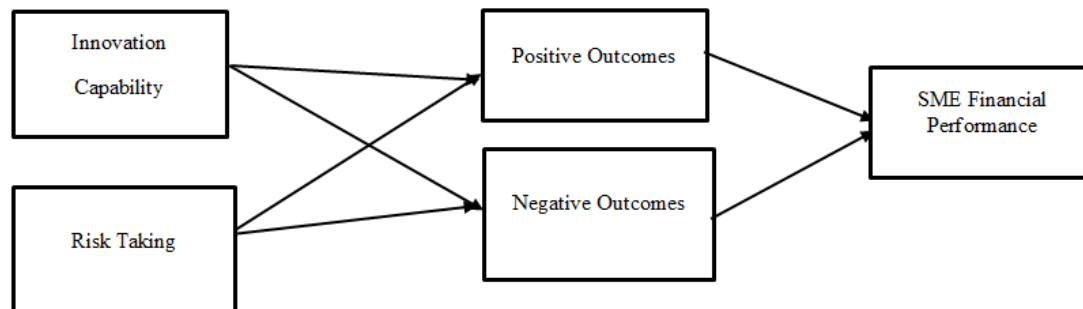 Innovation
Capability
Positive Outcomes
SME Financial
Performance
Negative Outcomes
Risk Taking